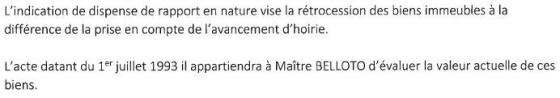 L'indication de dispense de rapport en nature vise la rétrocession des biens immeubles à la
différence de la prise en compte de l'avancement d'hoirie.
L'acte datant du 1er juillet 1993 il appartiendra à Maître BELLOTO d'évaluer la valeur actuelle de ces
biens.